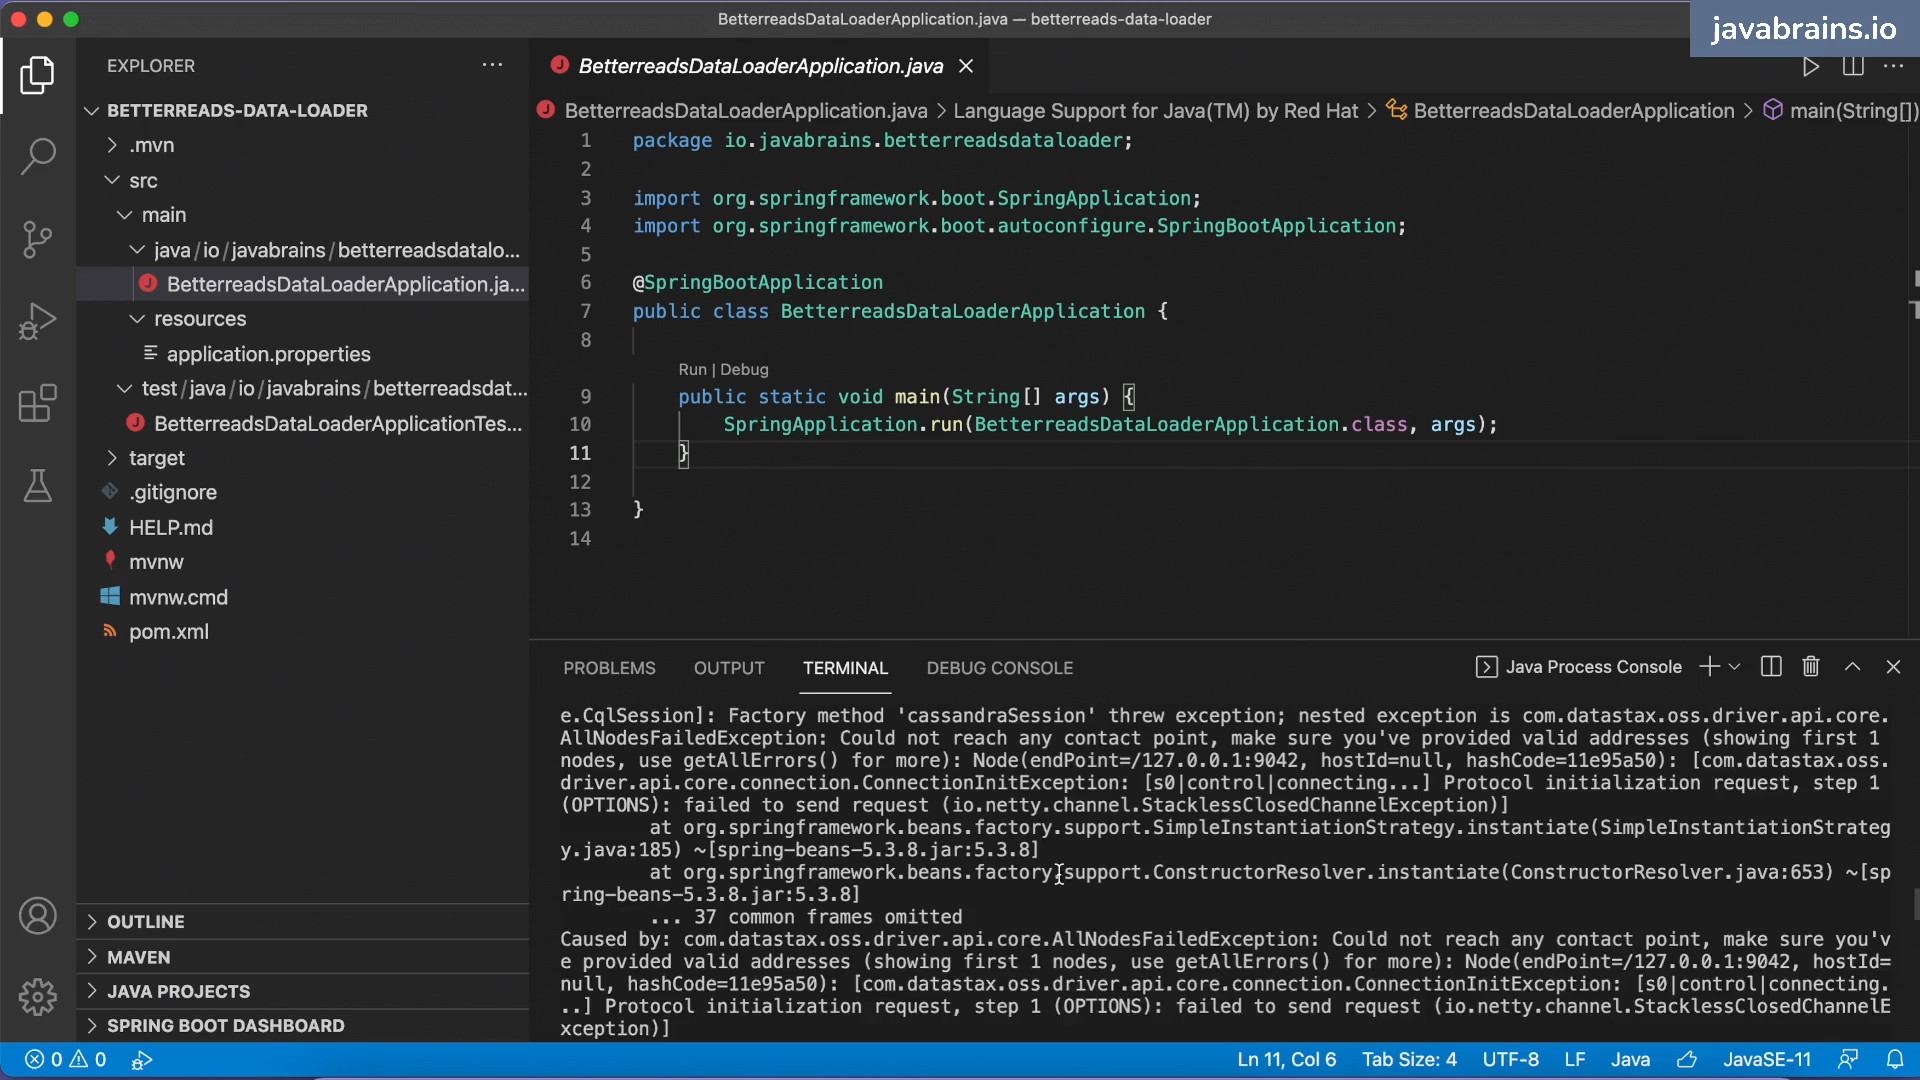 BetterreadsDataLoaderApplication.java — betterreads-data-loader
javabrains.io
EXPLORER
BetterreadsDataLoaderApplication.java
BETTERREADS-DATA-LOADER
BetterreadsDataLoaderApplication.java > Language Support for Java(TM) by Red Hat > BetterreadsDataLoaderApplication > main(String[])
.mvn
src
main
java/io/javabrains/betterreadsdatalo...
BetterreadsDataLoaderApplication.ja...
resources
application.properties
test/java/io/javabrains/betterreadsdat...
BetterreadsDataLoaderApplicationTes...
target
.gitignore
HELP.md
mvnw
mvnw.cmd
pom.xml
OUTLINE
MAVEN
JAVA PROJECTS
SPRING BOOT DASHBOARD
1 package io.javabrains.betterreadsdataloader;
2
3 import org.springframework.boot.SpringApplication;
4 import org.springframework.boot.autoconfigure.SpringBootApplication;
5
6 @SpringBootApplication
7 public class BetterreadsDataLoaderApplication {
8
Run | Debug
9 public static void main(String[] args) {
10 SpringApplication.run(BetterreadsDataLoaderApplication.class, args);
11 }
12
13 }
14
PROBLEMS OUTPUT TERMINAL DEBUG CONSOLE
Java Process Console
e.CqlSession]: Factory method 'cassandraSession' threw exception; nested exception is com.datastax.oss.driver.api.core.
AllNodesFailedException: Could not reach any contact point, make sure you've provided valid addresses (showing first 1
nodes, use getAllErrors() for more): Node(endPoint=/127.0.0.1:9042, hostId=null, hashCode=11e95a50): [com.datastax.oss.
driver.api.core.connection.ConnectionInitException: [s0|control|connecting...] Protocol initialization request, step 1
(OPTIONS): failed to send request (io.netty.channel.StacklessClosedChannelException)]
at org.springframework.beans.factory.support.SimpleInstantiationStrategy.instantiate(SimpleInstantiationStrateg
y.java:185) ~[spring-beans-5.3.8.jar:5.3.8]
at org.springframework.beans.factory.support.ConstructorResolver.instantiate(ConstructorResolver.java:653) ~[sp
ring-beans-5.3.8.jar:5.3.8]
... 37 common frames omitted
Caused by: com.datastax.oss.driver.api.core.AllNodesFailedException: Could not reach any contact point, make sure you'v
e provided valid addresses (showing first 1 nodes, use getAllErrors() for more): Node(endPoint=/127.0.0.1:9042, hostId=
null, hashCode=11e95a50): [com.datastax.oss.driver.api.core.connection.ConnectionInitException: [s0|control|connecting.
..] Protocol initialization request, step 1 (OPTIONS): failed to send request (io.netty.channel.StacklessClosedChannelE
xception)]
0 0
Ln 11, Col 6 Tab Size: 4 UTF-8 LF Java JavaSE-11